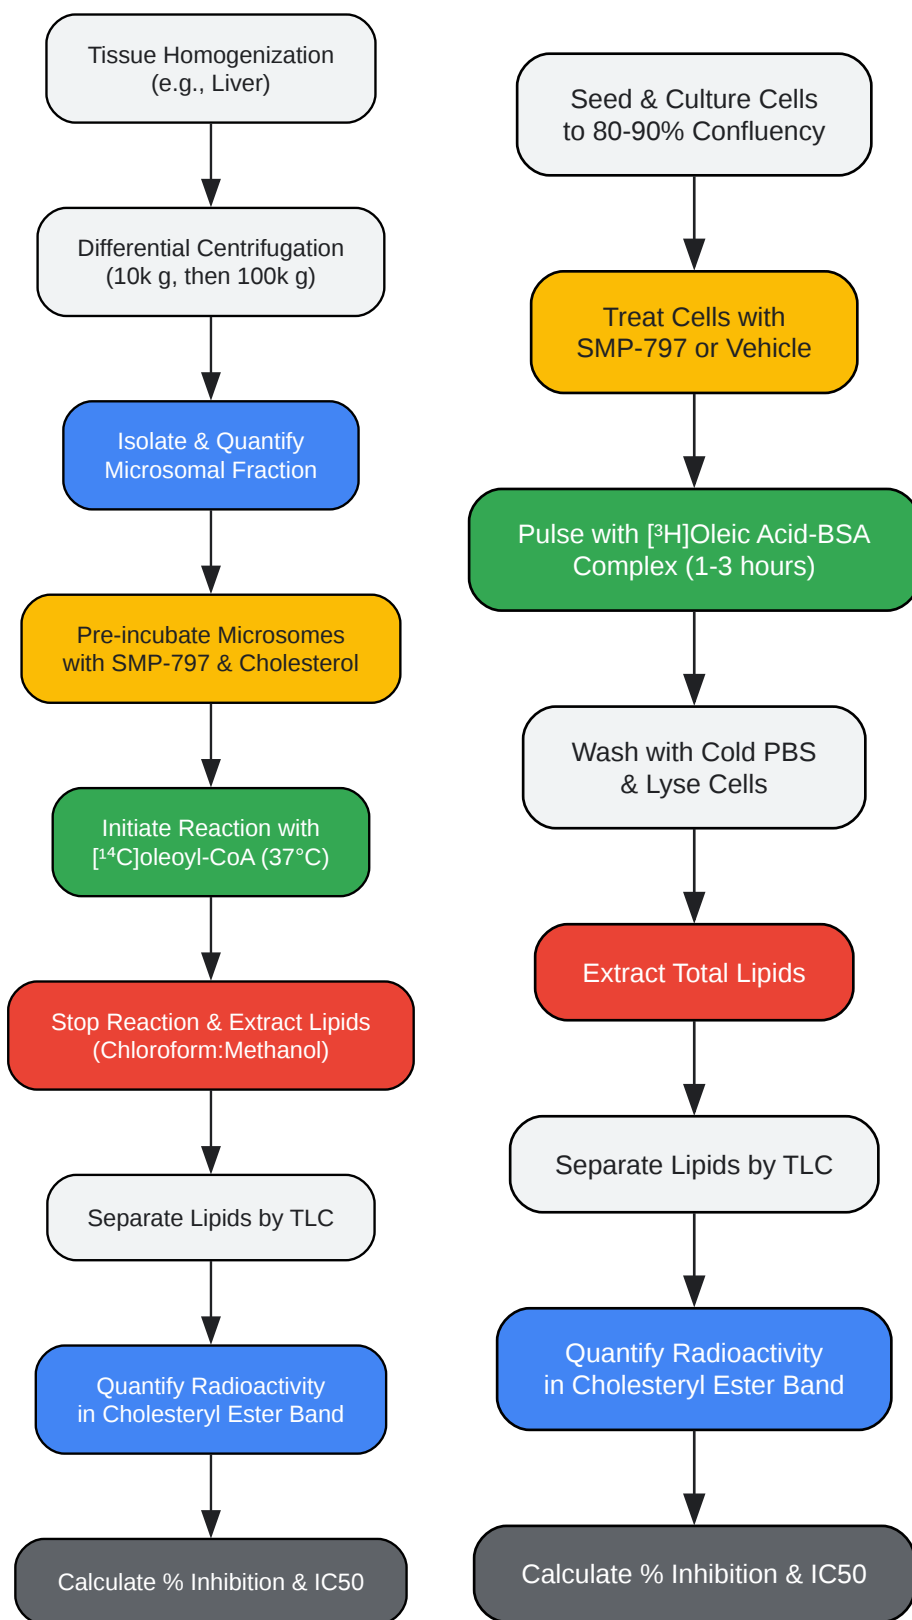 Tissue Homogenization
(e.g., Liver)
Differential Centrifugation
(10k g, then 100k g)
Isolate & Quantify
Microsomal Fraction
Pre-incubate Microsomes
with SMP-797 & Cholesterol
Initiate Reaction with
[¹⁴C]oleoyl-CoA (37°C)
Stop Reaction & Extract Lipids
(Chloroform:Methanol)
Separate Lipids by TLC
Quantify Radioactivity
in Cholesteryl Ester Band
Calculate % Inhibition & IC50
Seed & Culture Cells
to 80-90% Confluency
Treat Cells with
SMP-797 or Vehicle
Pulse with [³H]Oleic Acid-BSA
Complex (1-3 hours)
Wash with Cold PBS
& Lyse Cells
Extract Total Lipids
Separate Lipids by TLC
Quantify Radioactivity
in Cholesteryl Ester Band
Calculate % Inhibition & IC50